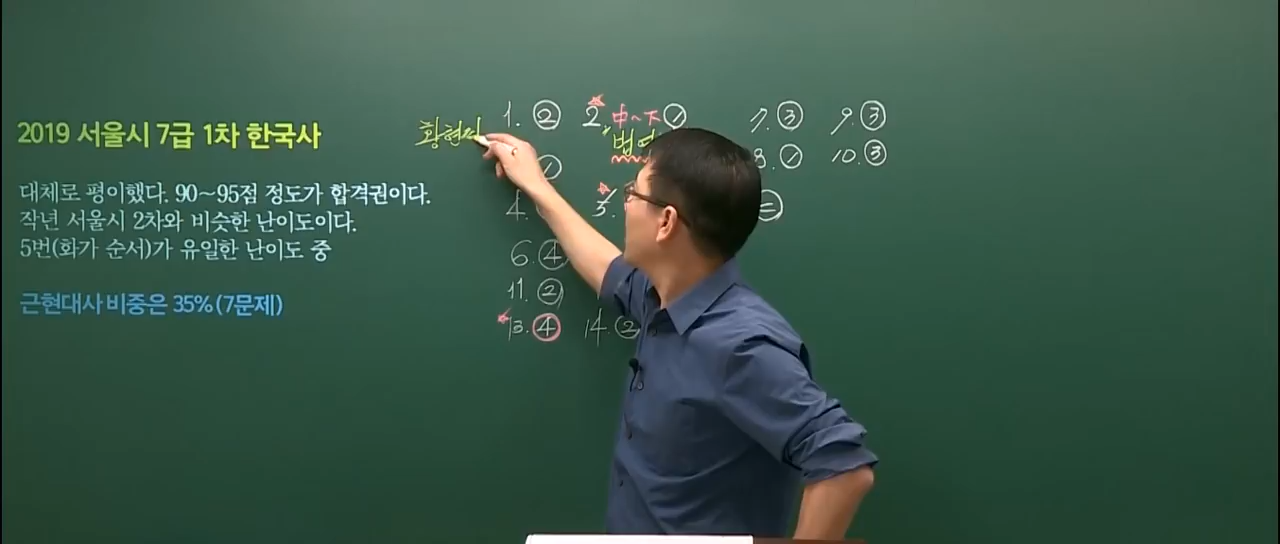 2019 서울시 7급 1차 한국사
대체로 평이했다. 90~95점 정도가 합격권이다.
작년 서울시 2차와 비슷한 난이도이다.
5번(화가 순서)가 유일한 난이도 중
근현대사 비중은 35% (7문제)
황현
1. ② 2. 中~下 ① 7. ③ 9. ③
법
① 8. ① 10. ③
4. 5.
6. ④
11. ②
13. ④ 14. ②